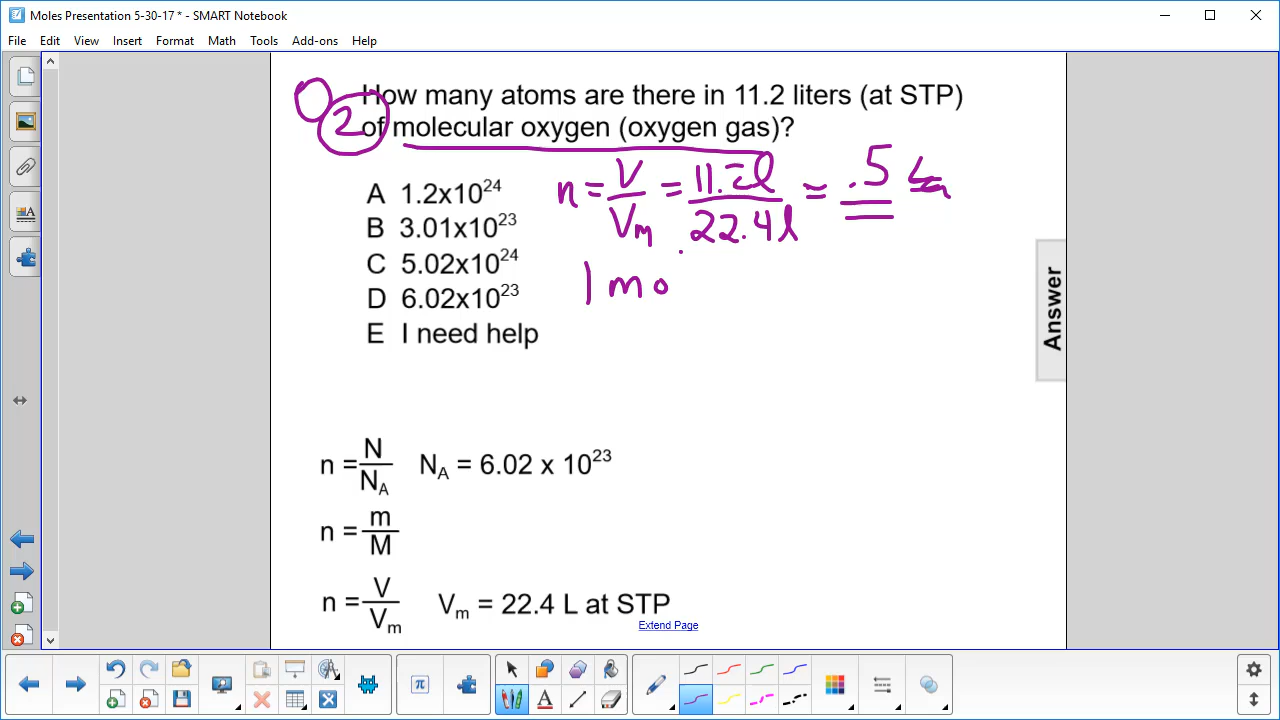 Moles Presentation 5-30-17 * - SMART Notebook
File Edit View Insert Format Math Tools Add-ons Help
How many atoms are there in 11.2 liters (at STP)
of molecular oxygen (oxygen gas)?
O 2
A 1.2x10^24
B 3.01x10^23
C 5.02x10^24
D 6.02x10^23
E I need help
n = V/Vm = 11.2l/22.4l = .5
1 mo
Answer
n = N/NA NA = 6.02 x 10^23
n = m/M
n = V/Vm Vm = 22.4 L at STP
Extend Page